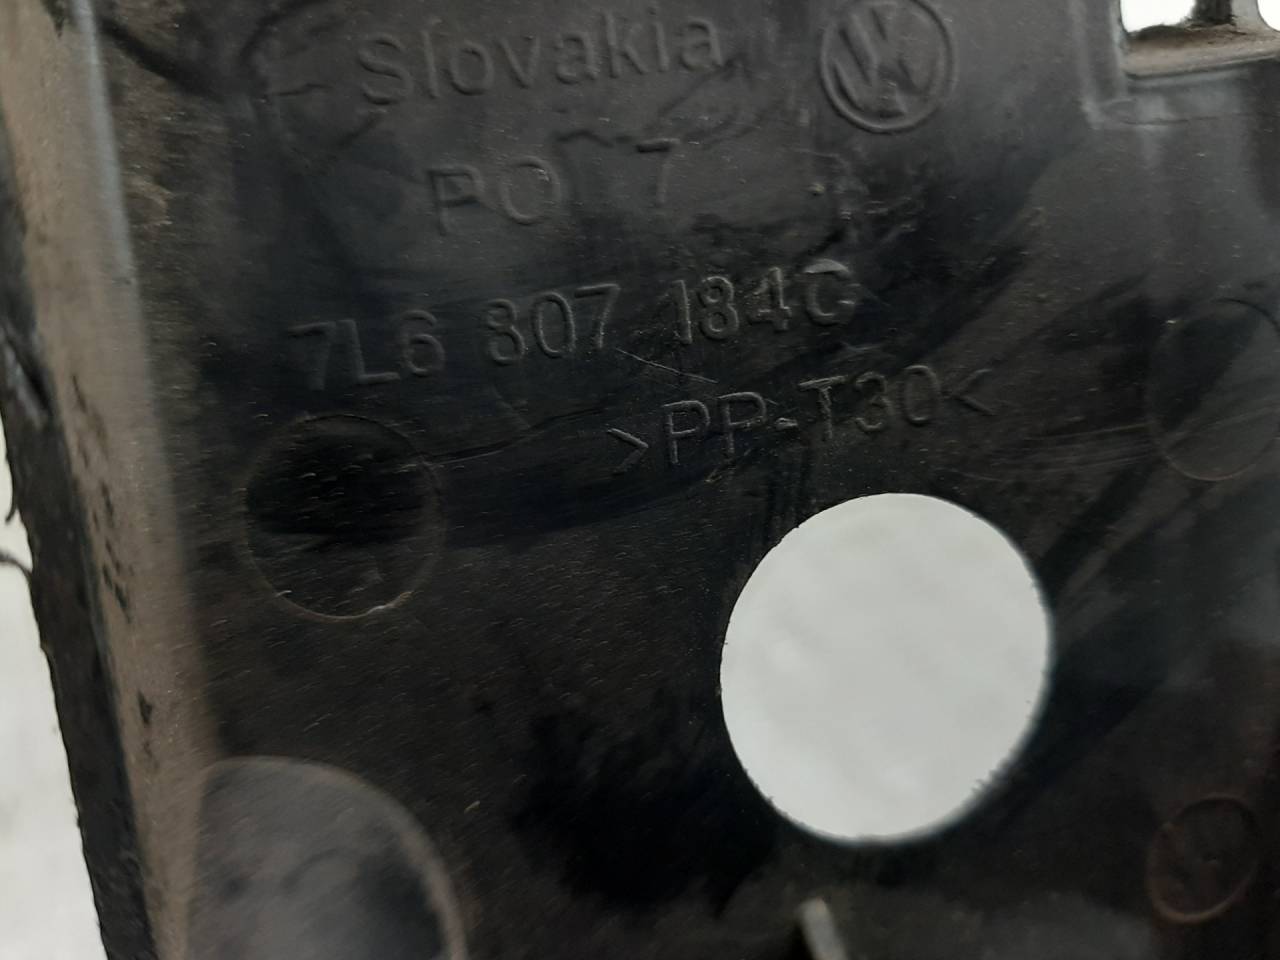 Slovakia
PO 7
7L6 807 184C
>PP-T30<